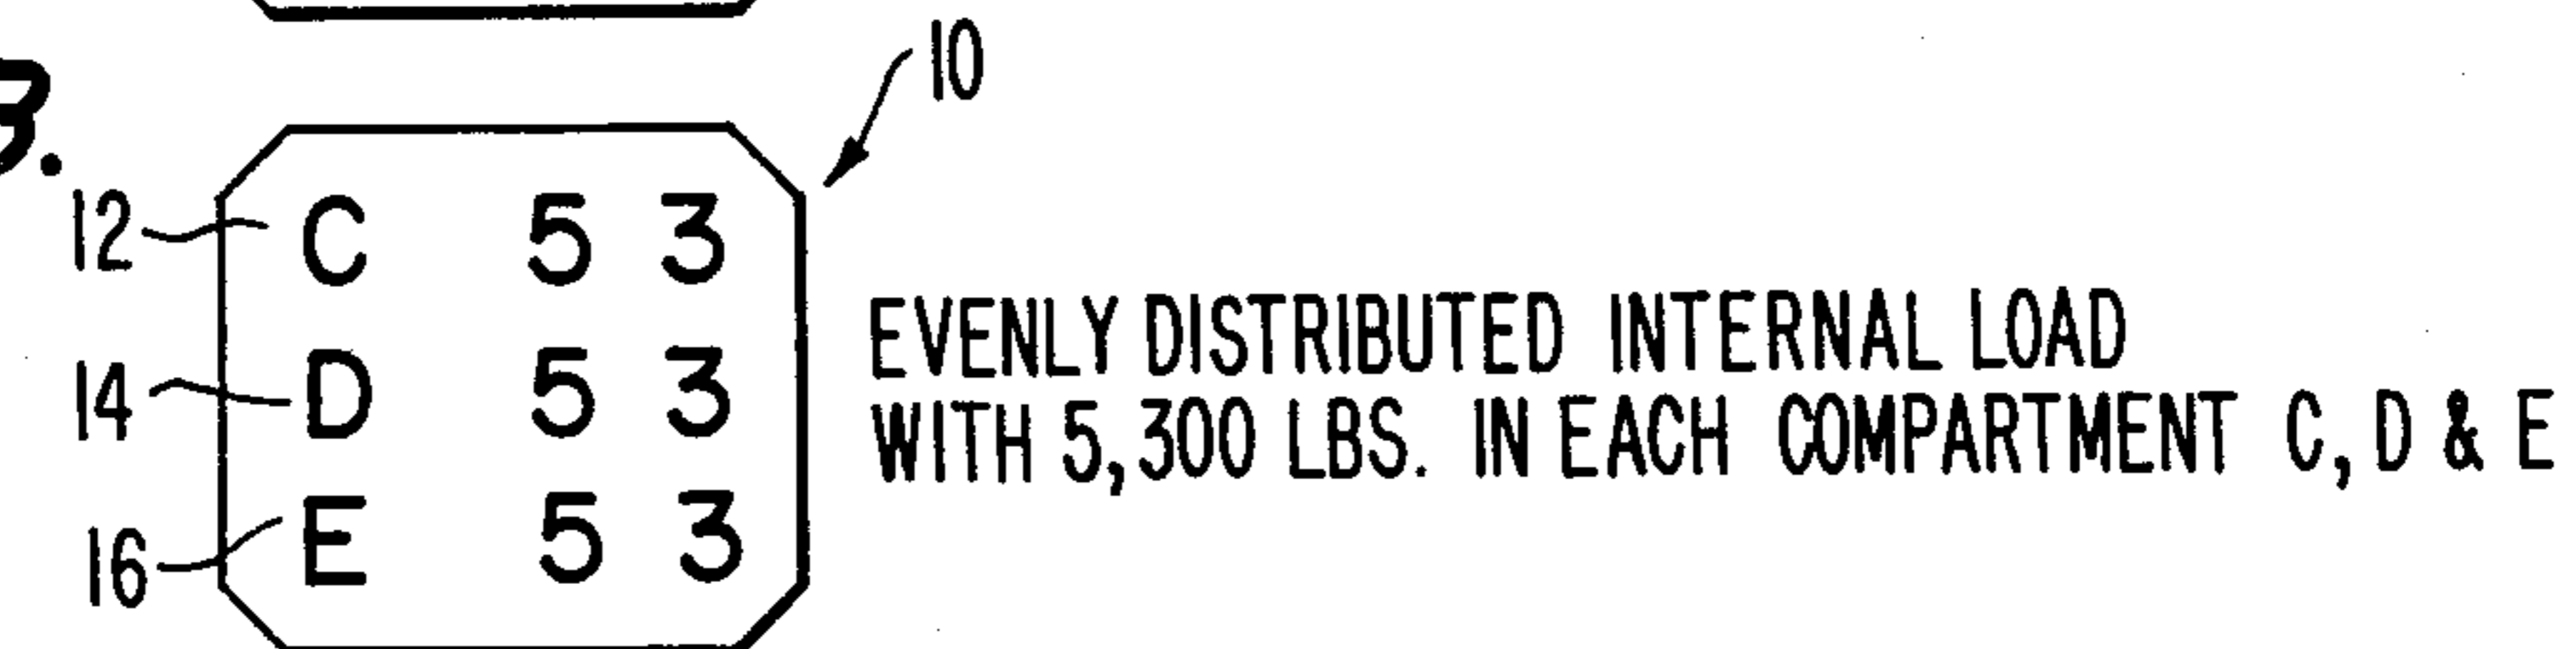 10
12 C 5 3
14 D 5 3
16 E 5 3
EVENLY DISTRIBUTED INTERNAL LOAD
WITH 5,300 LBS. IN EACH COMPARTMENT C, D & E